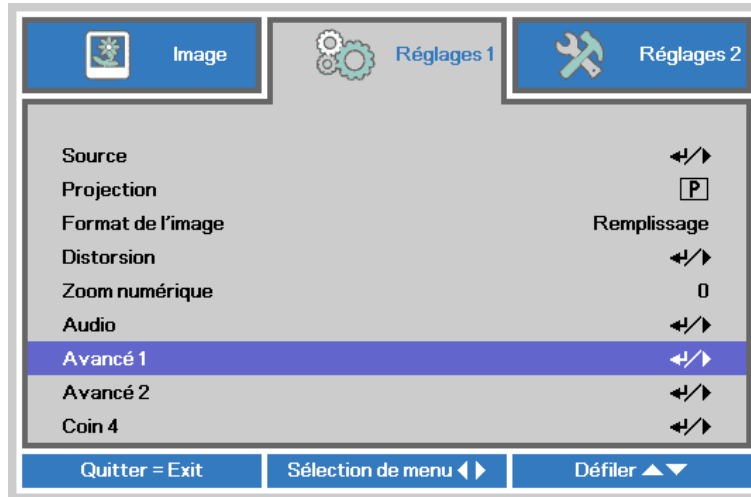 Image
Réglages 1
Réglages 2
Source
Projection P
Format de l'image Remplissage
Distorsion
Zoom numérique 0
Audio
Avancé 1
Avancé 2
Coin 4
Quitter = Exit
Sélection de menu
Défiler